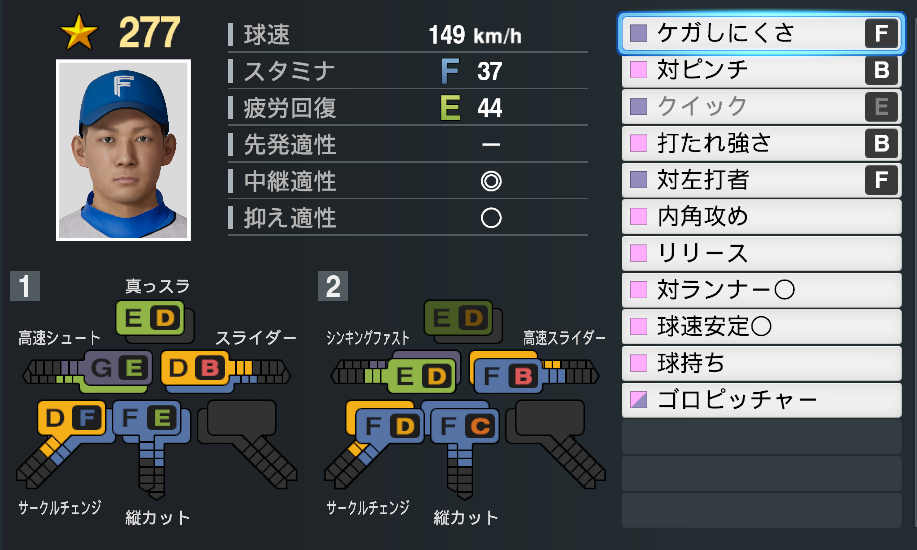 277
F
球速 149 km/h
スタミナ F 37
疲労回復 E 44
先発適性 ー
中継適性 ◎
抑え適性 ○
ケガしにくさ F
対ピンチ B
クイック E
打たれ強さ B
対左打者 F
内角攻め
リリース
対ランナー○
球速安定○
球持ち
ゴロピッチャー
1
真っスラ
E D
高速シュート
G E
スライダー
D B
D F
F E
サークルチェンジ
縦カット
2
E D
シンキングファスト
E D
高速スライダー
F B
F D
F C
サークルチェンジ
縦カット